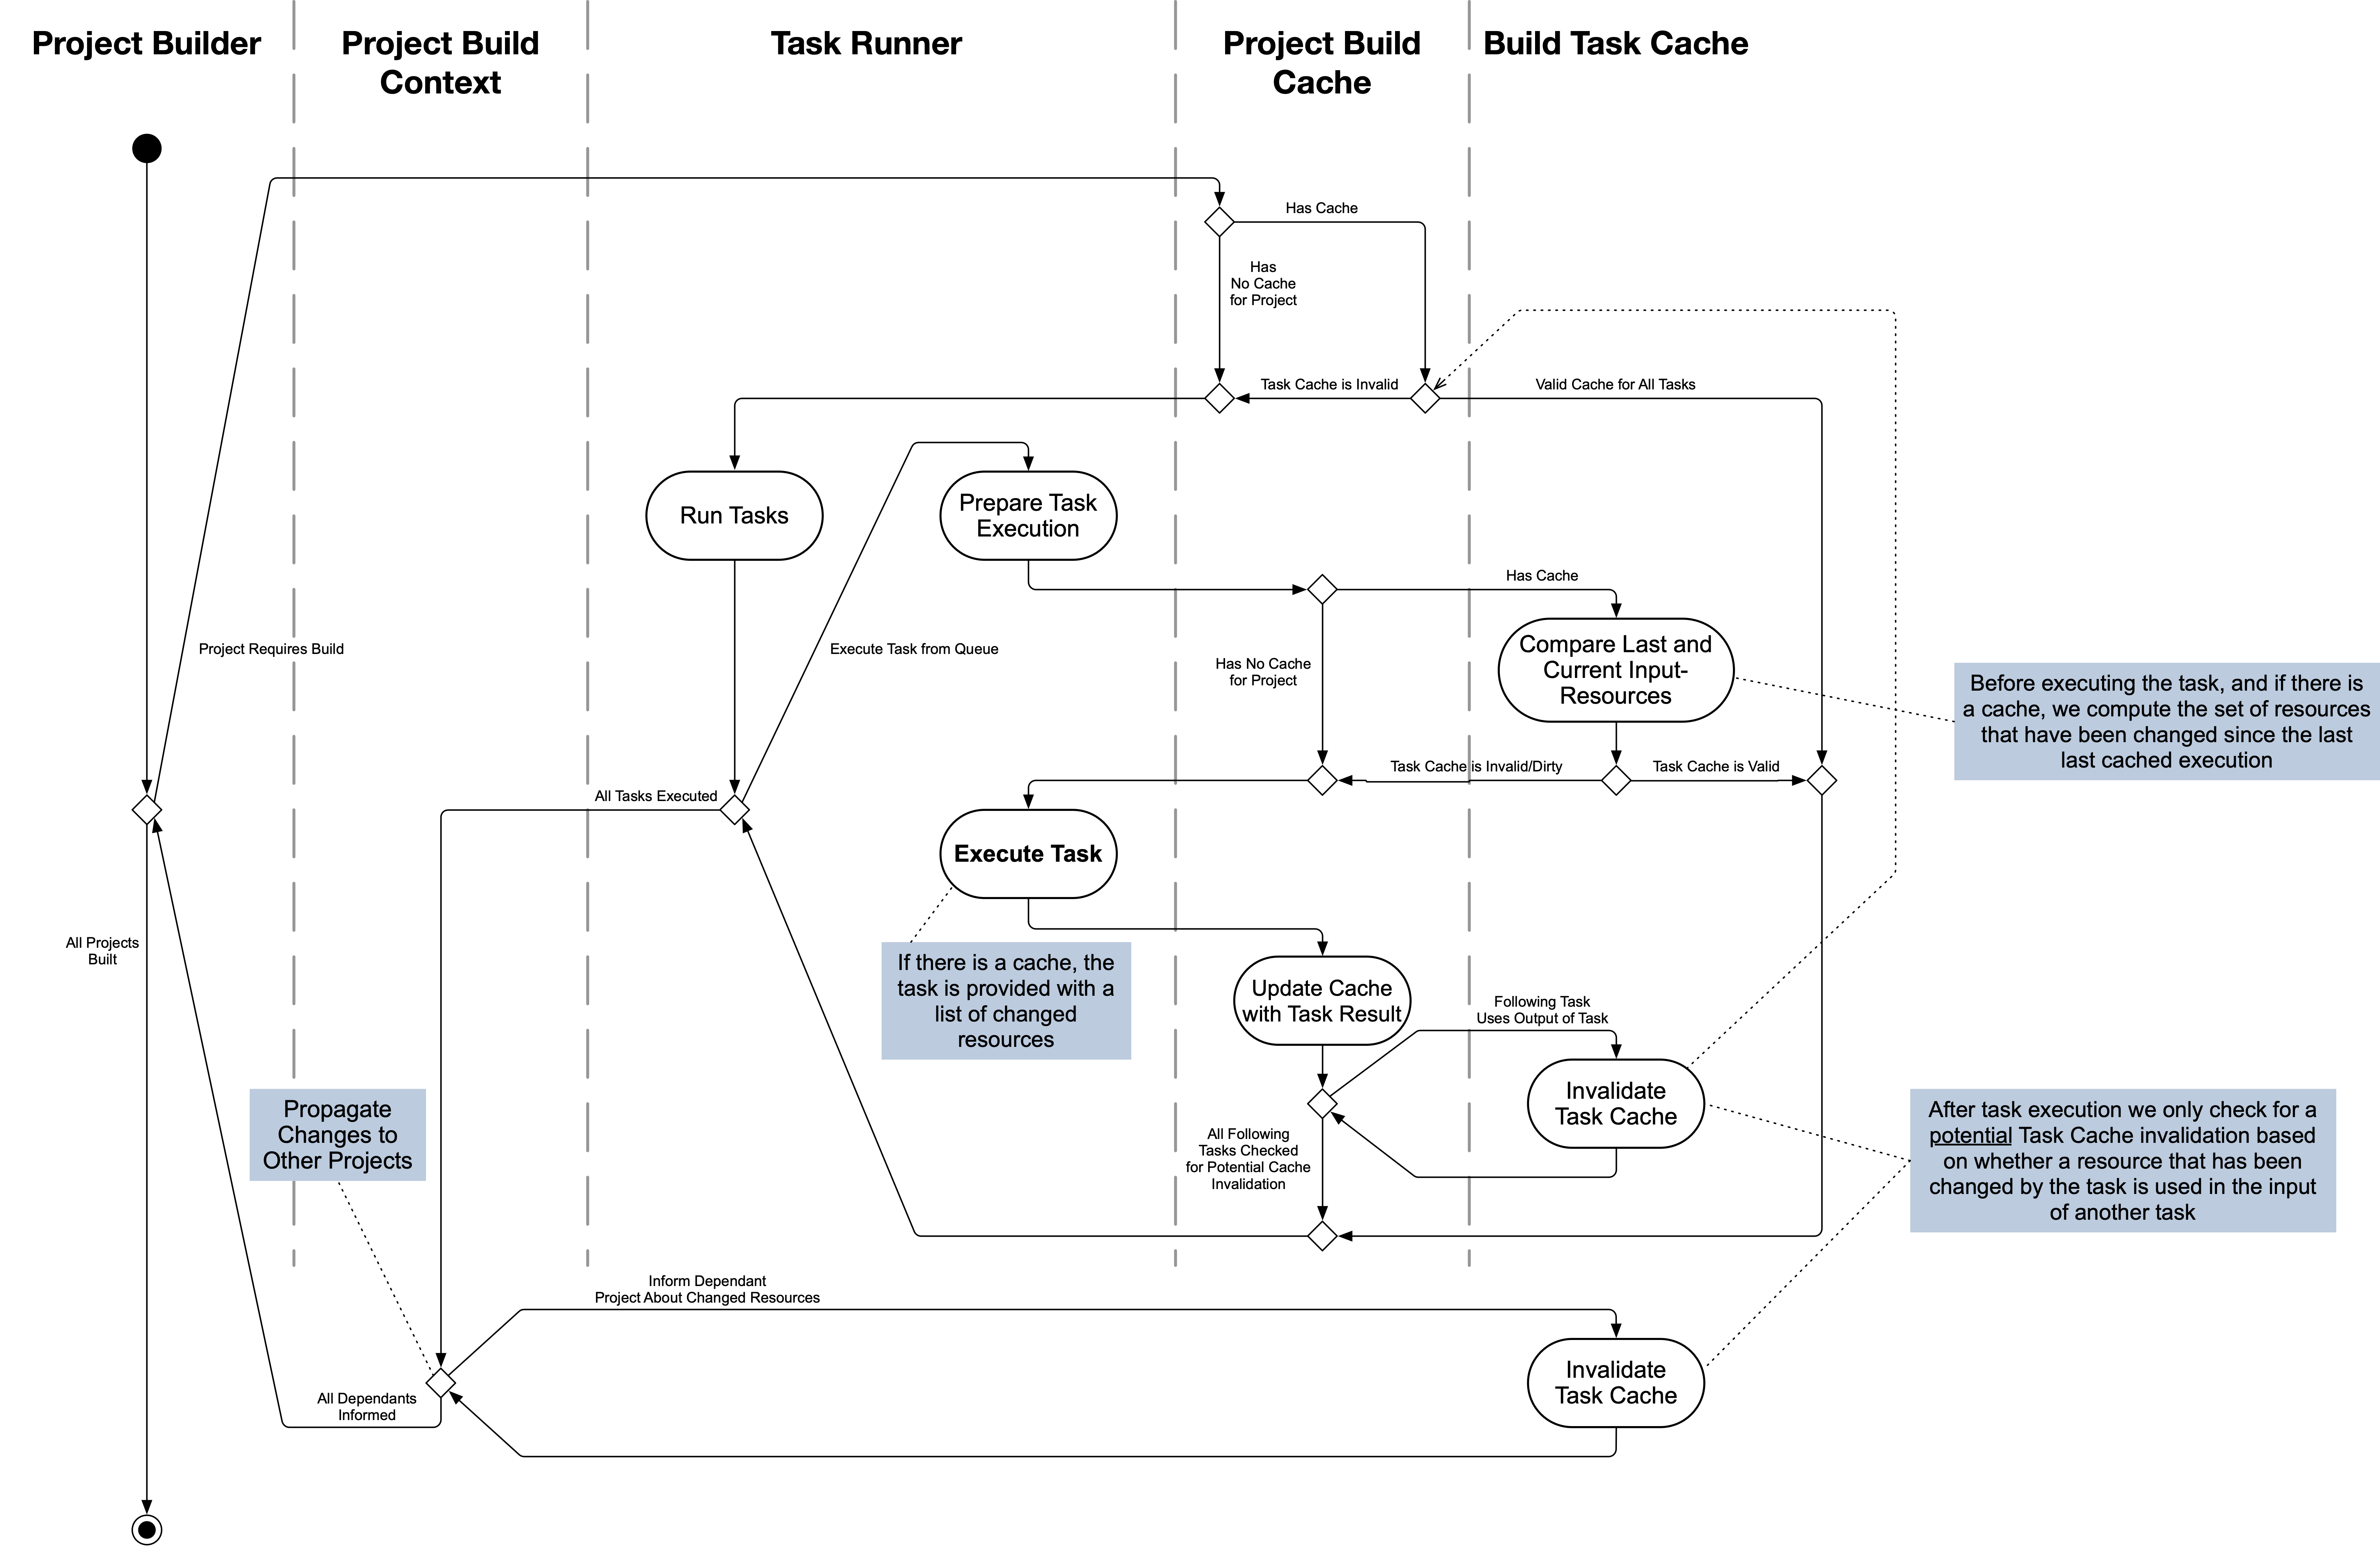 Project Builder
Project Build
Context
Task Runner
Project Build
Cache
Build Task Cache
Has Cache
Has
No Cache
for Project
Task Cache is Invalid
Valid Cache for All Tasks
Run Tasks
Prepare Task
Execution
Has Cache
Project Requires Build
Execute Task from Queue
Has No Cache
for Project
Compare Last and
Current Input-
Resources
Before executing the task, and if there is
a cache, we compute the set of resources
that have been changed since the last
last cached execution
Task Cache is Invalid/Dirty
Task Cache is Valid
All Tasks Executed
Execute Task
All Projects
Built
If there is a cache, the
task is provided with a
list of changed
resources
Update Cache
with Task Result
Following Task
Uses Output of Task
Invalidate
Task Cache
Propagate
Changes to
Other Projects
All Following
Tasks Checked
for Potential Cache
Invalidation
After task execution we only check for a
potential Task Cache invalidation based
on whether a resource that has been
changed by the task is used in the input
of another task
Inform Dependant
Project About Changed Resources
Invalidate
Task Cache
All Dependants
Informed